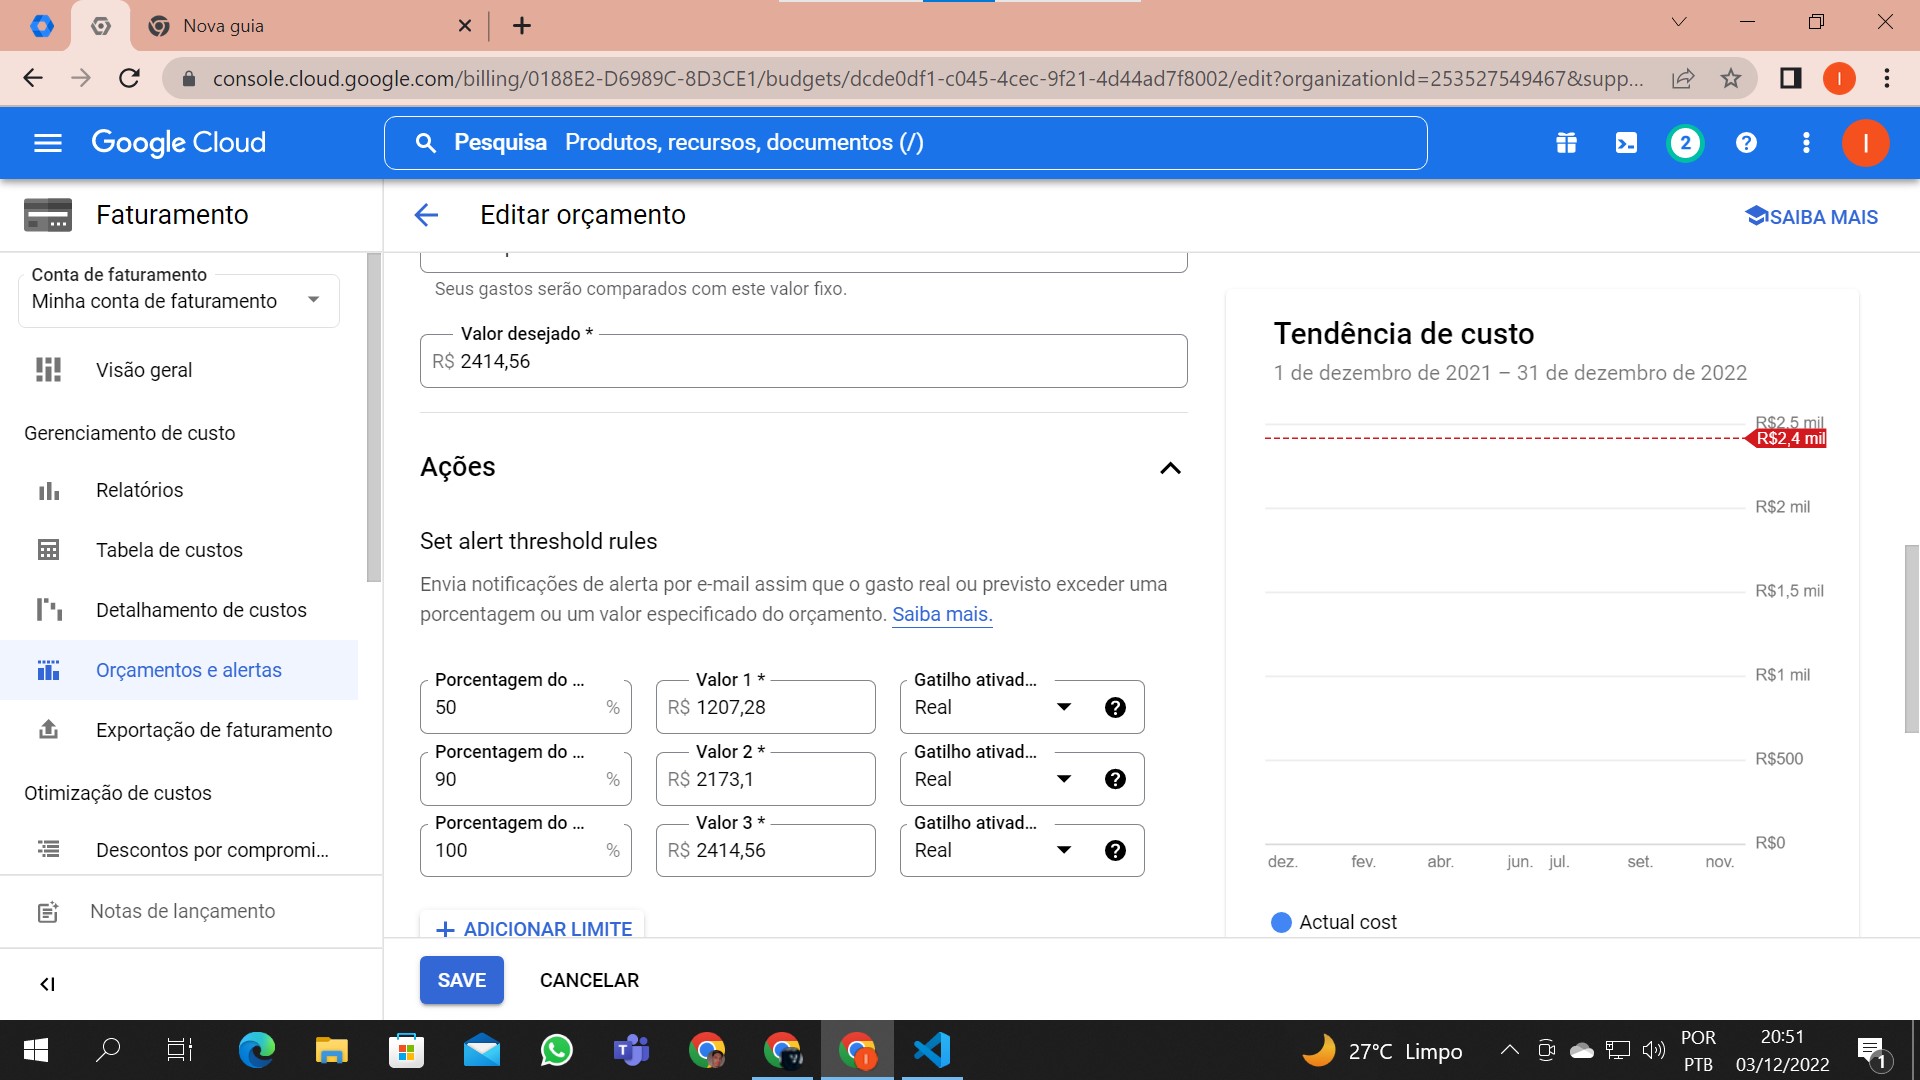 Nova guia
console.cloud.google.com/billing/0188E2-D6989C-8D3CE1/budgets/dcde0df1-c045-4cec-9f21-4d44ad7f8002/edit?organizationId=253527549467&supp...
I
Google Cloud
Pesquisa Produtos, recursos, documentos (/)
2
I
Faturamento
Editar orçamento
SAIBA MAIS
Conta de faturamento
Minha conta de faturamento
Visão geral
Gerenciamento de custo
Relatórios
Tabela de custos
Detalhamento de custos
Orçamentos e alertas
Exportação de faturamento
Otimização de custos
Descontos por compromi...
Notas de lançamento
Seus gastos serão comparados com este valor fixo.
Valor desejado *
R$ 2414,56
Ações
Set alert threshold rules
Envia notificações de alerta por e-mail assim que o gasto real ou previsto exceder uma
porcentagem ou um valor especificado do orçamento. Saiba mais.
Porcentagem do ... Valor 1 * Gatilho ativad...
50 % R$ 1207,28 Real
Porcentagem do ... Valor 2 * Gatilho ativad...
90 % R$ 2173,1 Real
Porcentagem do ... Valor 3 * Gatilho ativad...
100 % R$ 2414,56 Real
+ ADICIONAR LIMITE
SAVE CANCELAR
Tendência de custo
1 de dezembro de 2021 – 31 de dezembro de 2022
R$2,5 mil
R$2,4 mil
R$2 mil
R$1,5 mil
R$1 mil
R$500
R$0
dez. fev. abr. jun. jul. set. nov.
Actual cost
27°C Limpo
POR
PTB
20:51
03/12/2022
1